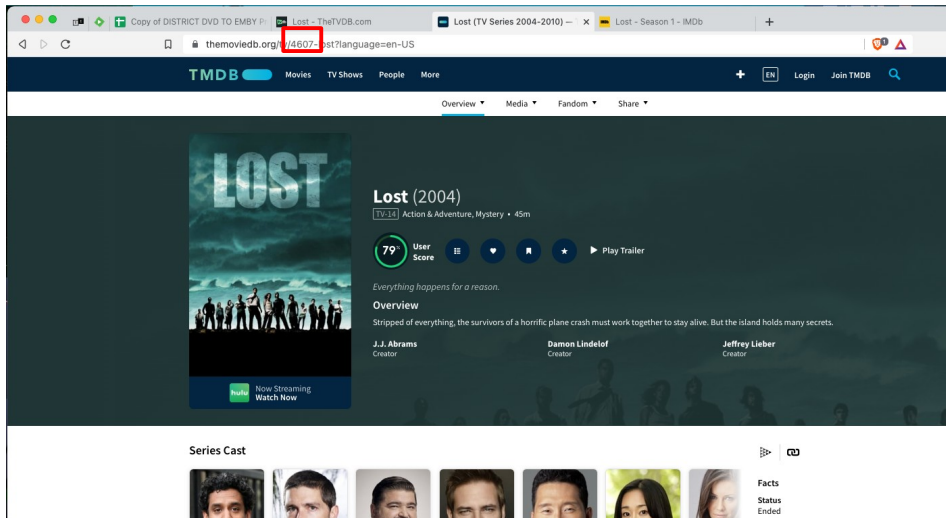 Copy of DISTRICT DVD TO EMBY P
Lost - TheTVDB.com
Lost (TV Series 2004-2010) —
Lost - Season 1 - IMDb
themoviedb.org/tv/4607-lost?language=en-US
TMDB
Movies
TV Shows
People
More
EN
Login
Join TMDB
Overview
Media
Fandom
Share
LOST
Lost (2004)
TV-14 Action & Adventure, Mystery • 45m
79%
User
Score
Play Trailer
Everything happens for a reason.
Overview
Stripped of everything, the survivors of a horrific plane crash must work together to stay alive. But the island holds many secrets.
J.J. Abrams
Creator
Damon Lindelof
Creator
Jeffrey Lieber
Creator
hulu
Now Streaming
Watch Now
Series Cast
Facts
Status
Ended